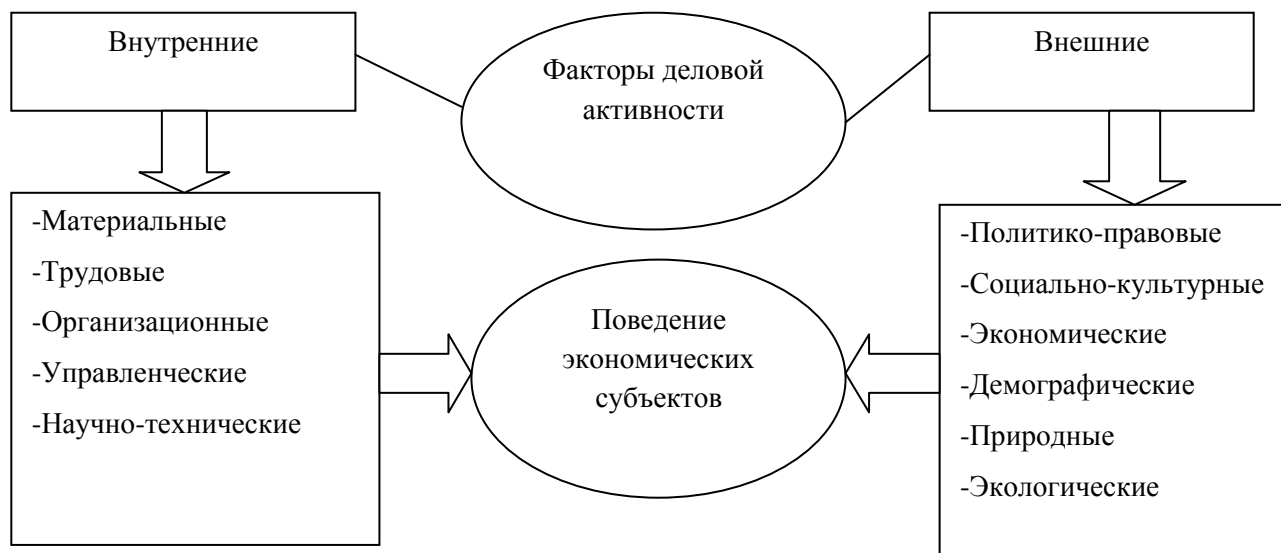 Внутренние
Факторы деловой
активности
Внешние
-Материальные
-Трудовые
-Организационные
-Управленческие
-Научно-технические
Поведение
экономических
субъектов
-Политико-правовые
-Социально-культурные
-Экономические
-Демографические
-Природные
-Экологические